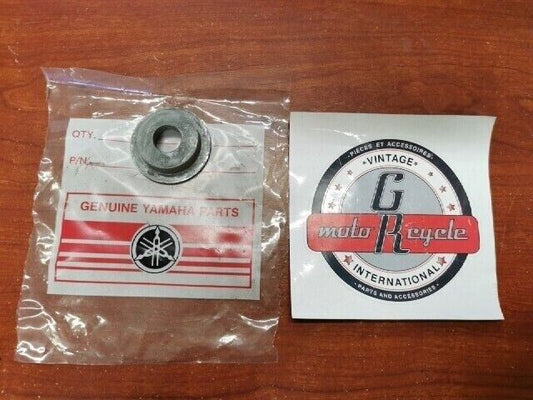 QTY.
P/N
GENUINE YAMAHA PARTS
•PIECES ET ACCESSOIRES•
•VINTAGE•
G
moto R cycle
INTERNATIONAL
•PARTS AND ACCESSORIES•